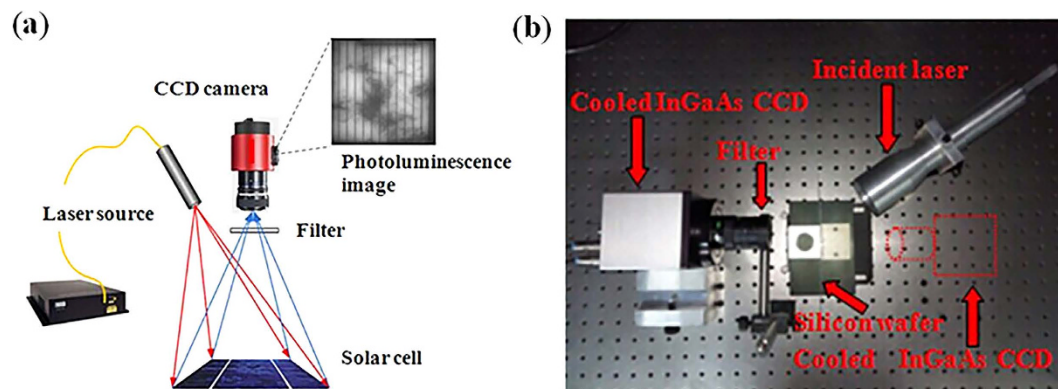 (a)
CCD camera
Photoluminescence
image
Laser source
Filter
Solar cell
(b)
Incident laser
Cooled InGaAs CCD
Filter
Silicon wafer
Cooled InGaAs CCD